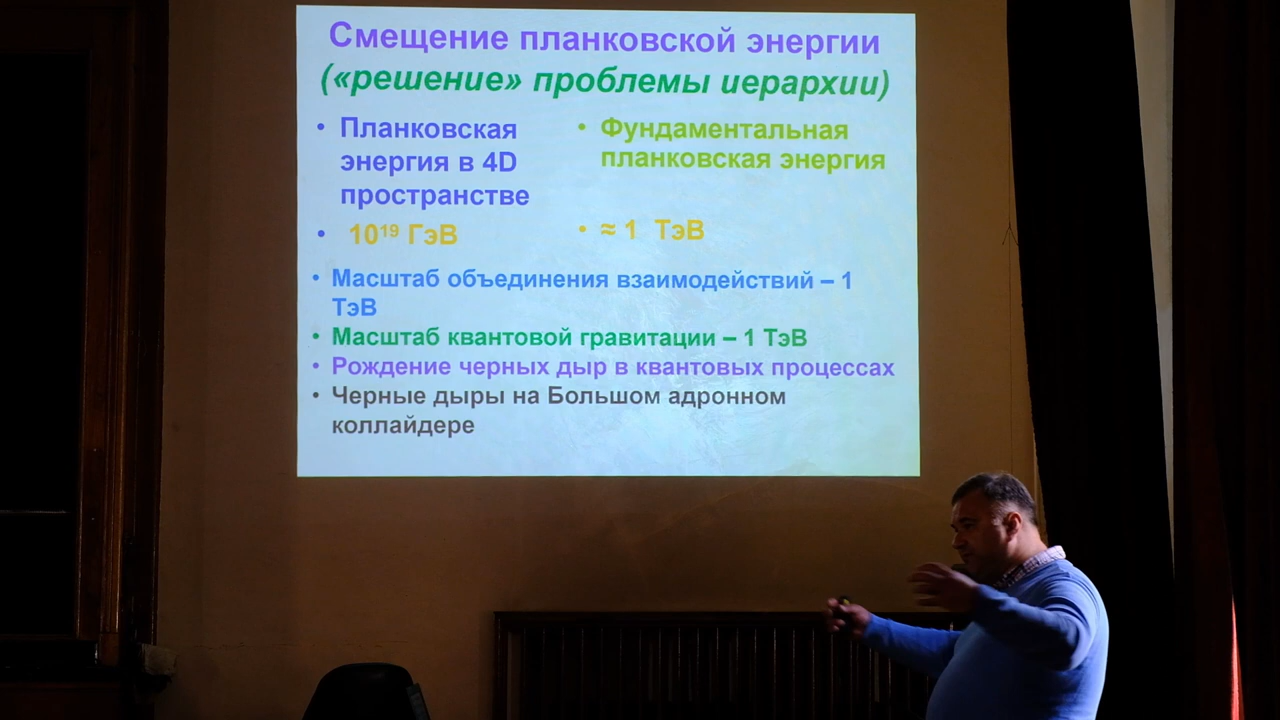 Смещение планковской энергии
(«решение» проблемы иерархии)
• Планковская
энергия в 4D
пространстве
• 10¹⁹ ГэВ
• Фундаментальная
планковская энергия
• ≈ 1 ТэВ
• Масштаб объединения взаимодействий – 1
ТэВ
• Масштаб квантовой гравитации – 1 ТэВ
• Рождение черных дыр в квантовых процессах
• Черные дыры на Большом адронном
коллайдере